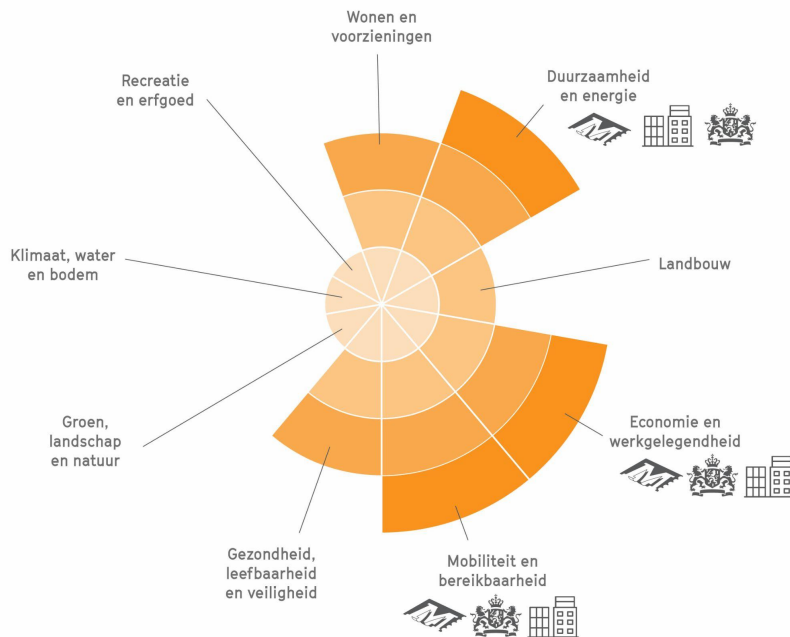 Wonen en
voorzieningen
Recreatie
en erfgoed
Duurzaamheid
en energie
Klimaat, water
en bodem
Landbouw
Groen,
landschap
en natuur
Economie en
werkgelegendheid
Gezondheid,
leefbaarheid
en veiligheid
Mobiliteit en
bereikbaarheid